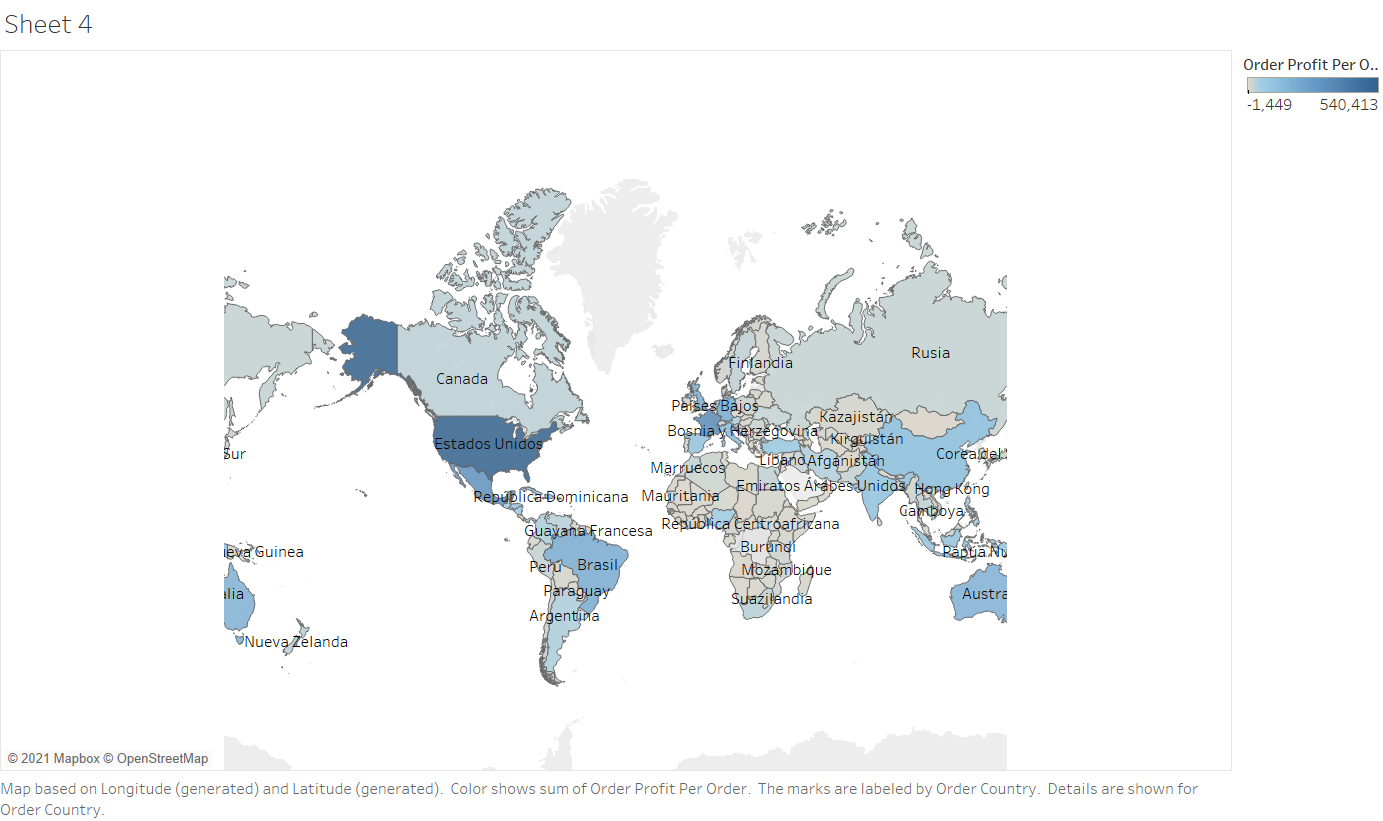 Sheet 4
Order Profit Per O..
-1,449 540,413
Rusia
Finlandia
Canada
Países Bajos
Kazajistán
Bosnia y Herzegovina
Kirguistán
Estados Unidos
Sur
Corea del
Líbano
Afganistán
Marruecos
Emiratos Árabes Unidos
Hong Kong
República Dominicana
Mauritania
Camboya
República Centroafricana
Guayana Francesa
Burundi
ueva Guinea
Papúa Nu
Perú
Brasil
Mozambique
Paraguay
alia
Austra
Suazilandia
Argentina
Nueva Zelanda
© 2021 Mapbox © OpenStreetMap
Map based on Longitude (generated) and Latitude (generated). Color shows sum of Order Profit Per Order. The marks are labeled by Order Country. Details are shown for
Order Country.